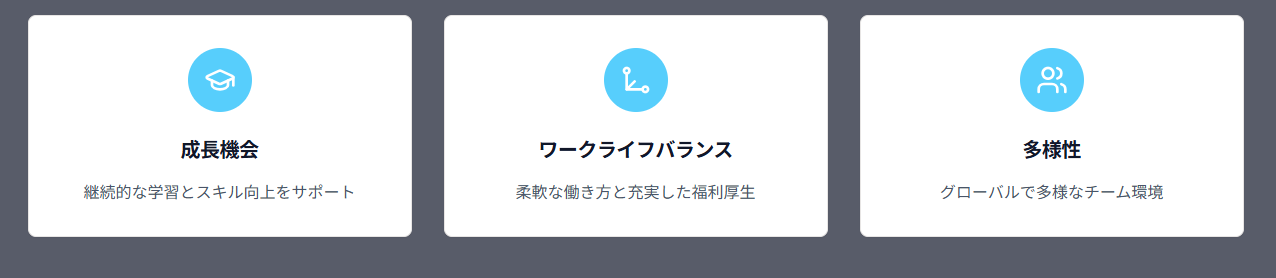 成長機会
継続的な学習とスキル向上をサポート
ワークライフバランス
柔軟な働き方と充実した福利厚生
多様性
グローバルで多様なチーム環境